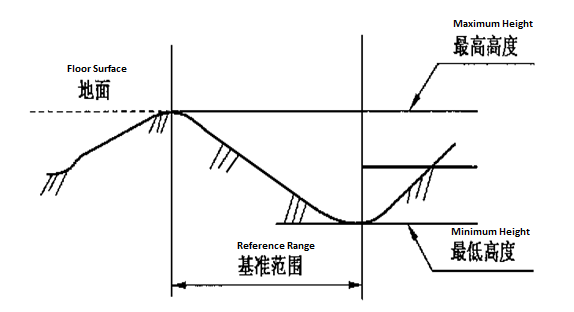 Maximum Height
最高高度
Floor Surface
地面
Minimum Height
最低高度
Reference Range
基准范围